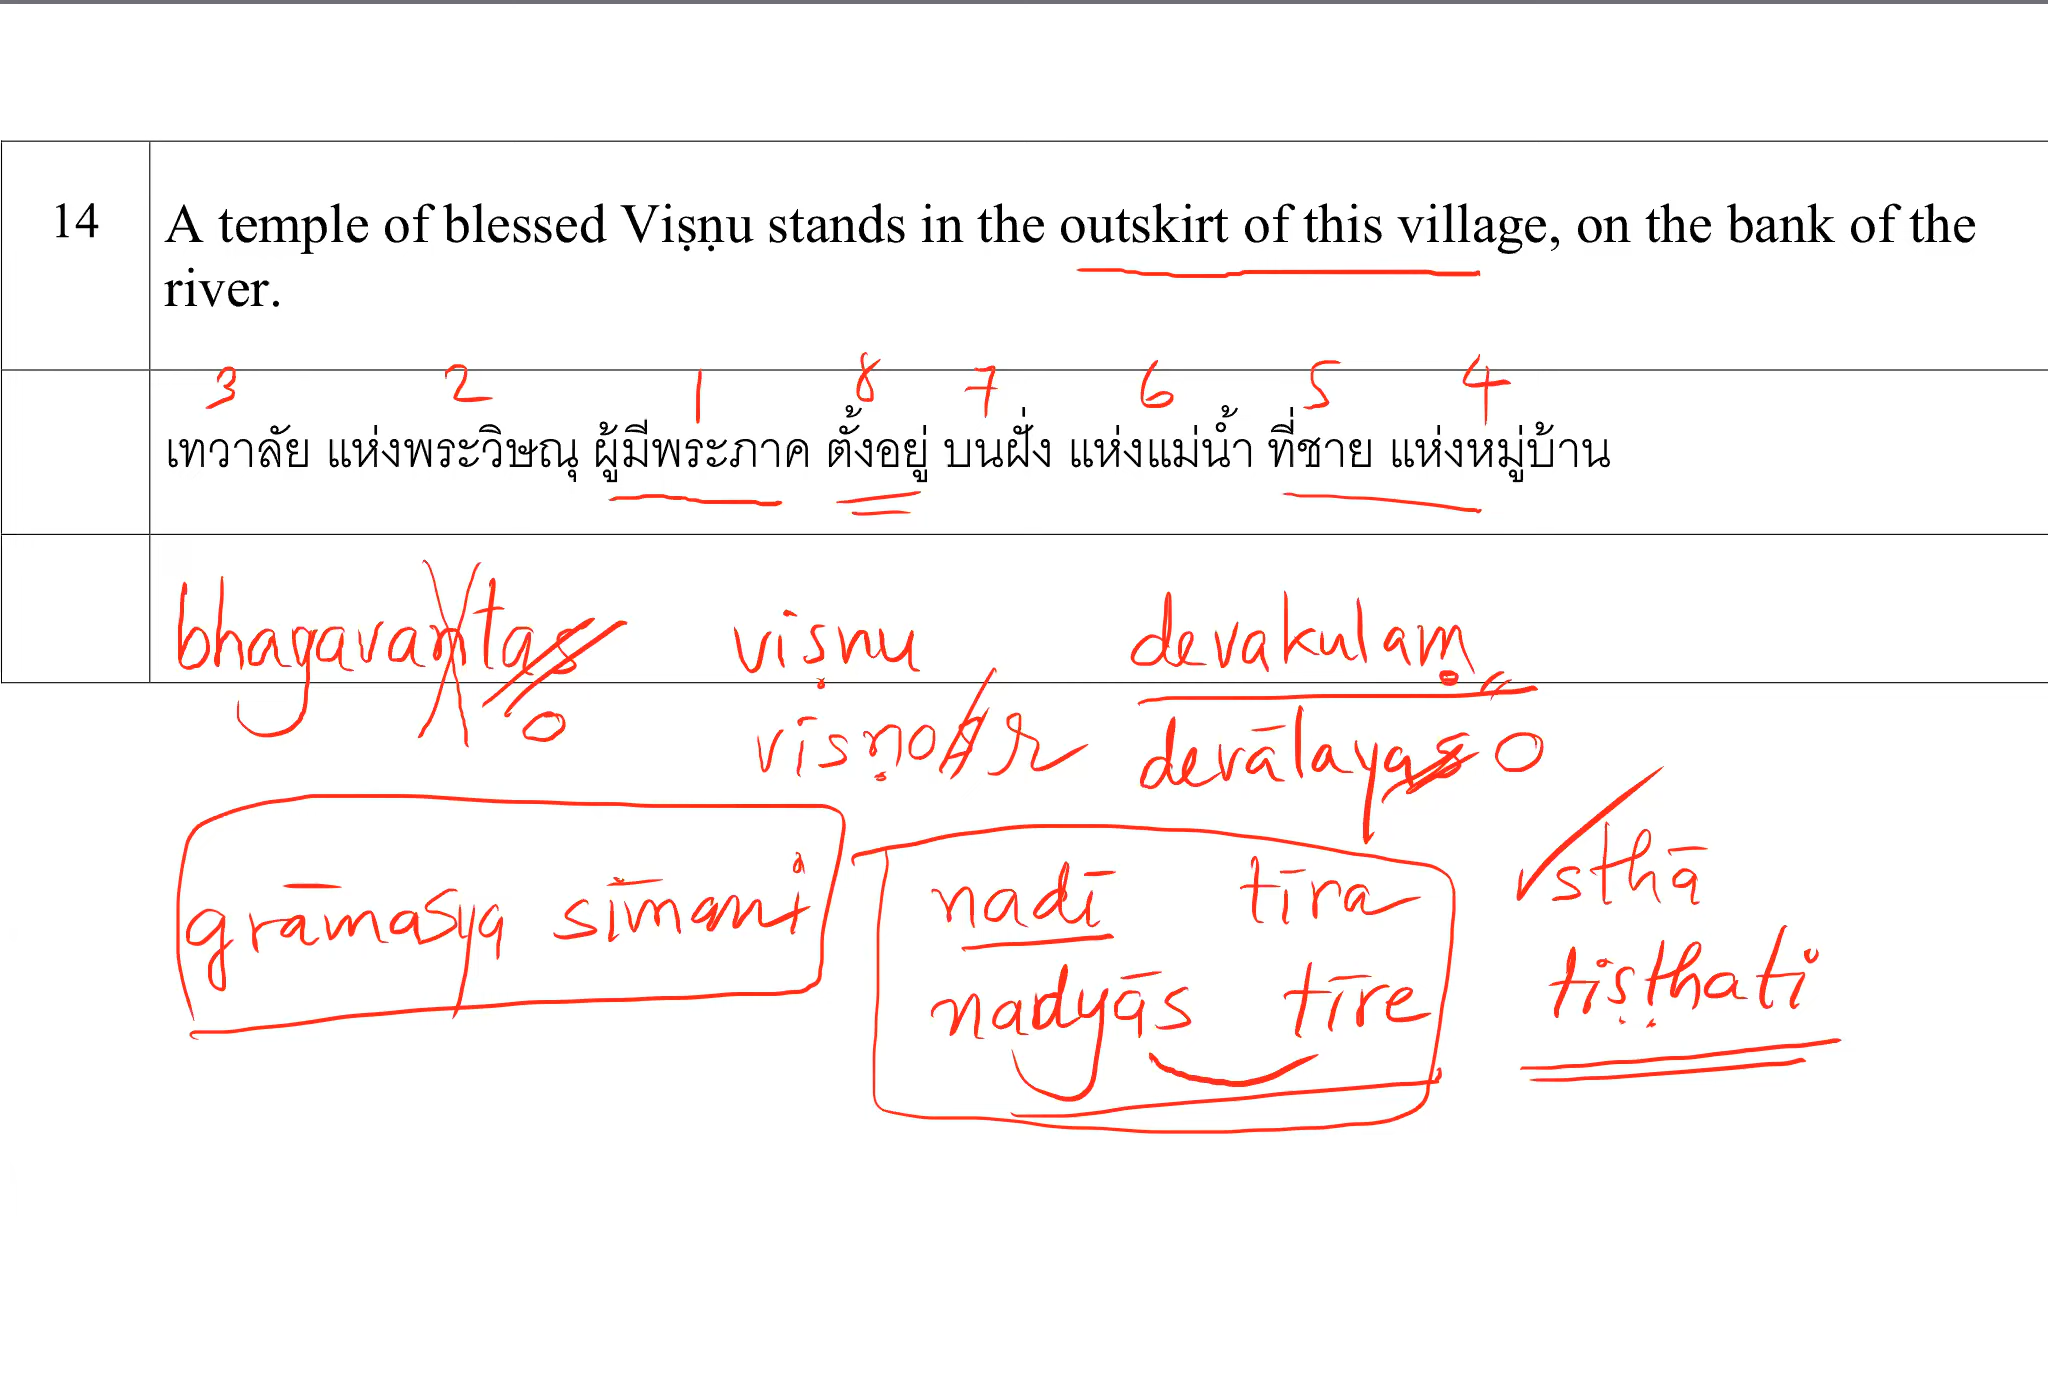 14 A temple of blessed Viṣṇu stands in the outskirt of this village, on the bank of the
river.
3 2 1 8 7 6 5 4
เทวาลัย แห่งพระวิษณุ ผู้มีพระภาค ตั้งอยู่ บนฝั่ง แห่งแม่น้ำ ที่ชาย แห่งหมู่บ้าน
bhagavantas viṣnu devakulaṃ
o viṣṇo r devālayas o
grāmasya sīmani nadī tīra √sthā
nadyās tīre tiṣṭhati